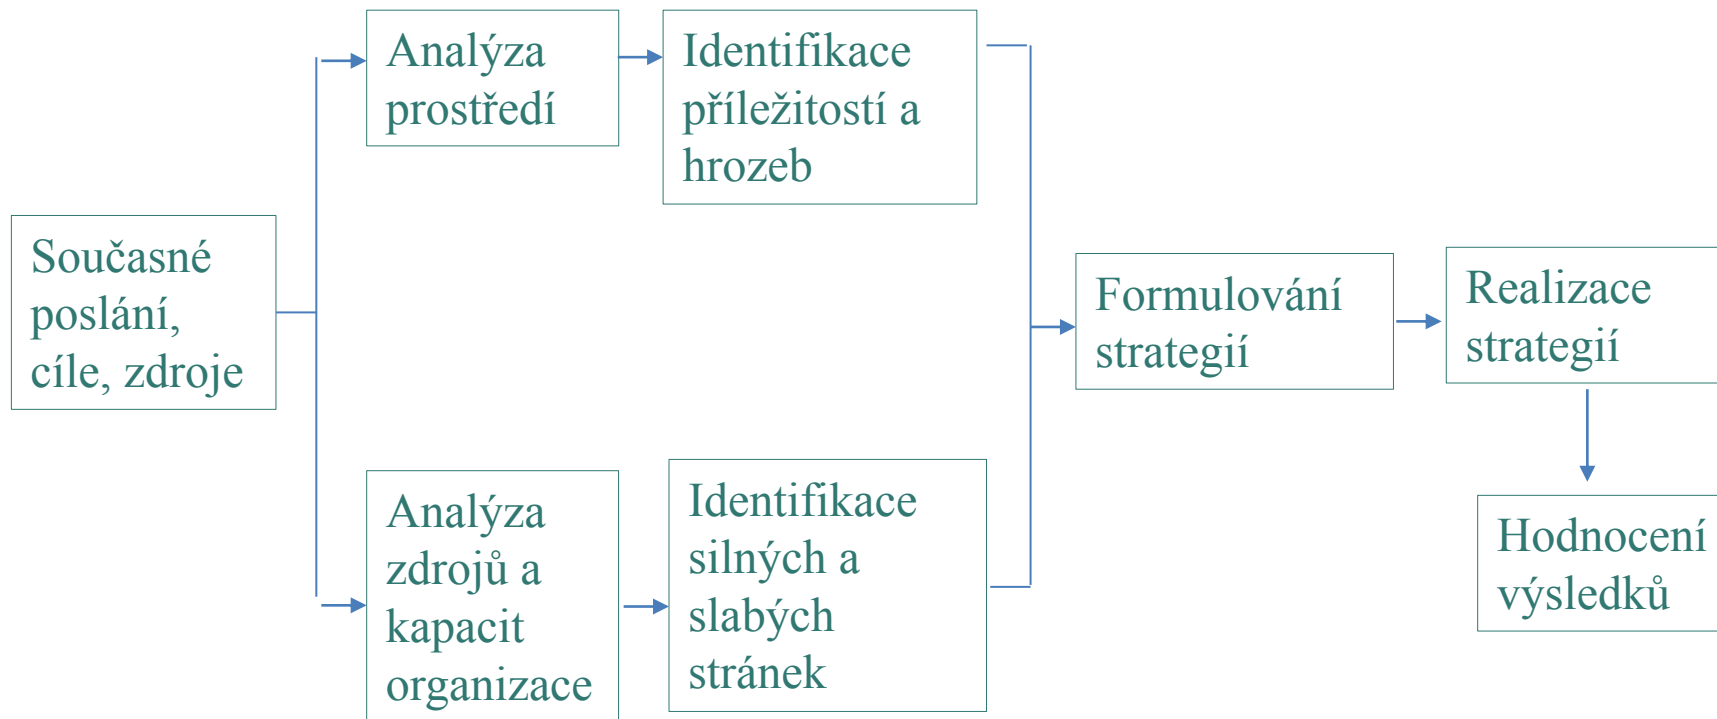 Současné
poslání,
cíle, zdroje
Analýza
prostředí
Identifikace
příležitostí a
hrozeb
Analýza
zdrojů a
kapacit
organizace
Identifikace
silných a
slabých
stránek
Formulování
strategií
Realizace
strategií
Hodnocení
výsledků